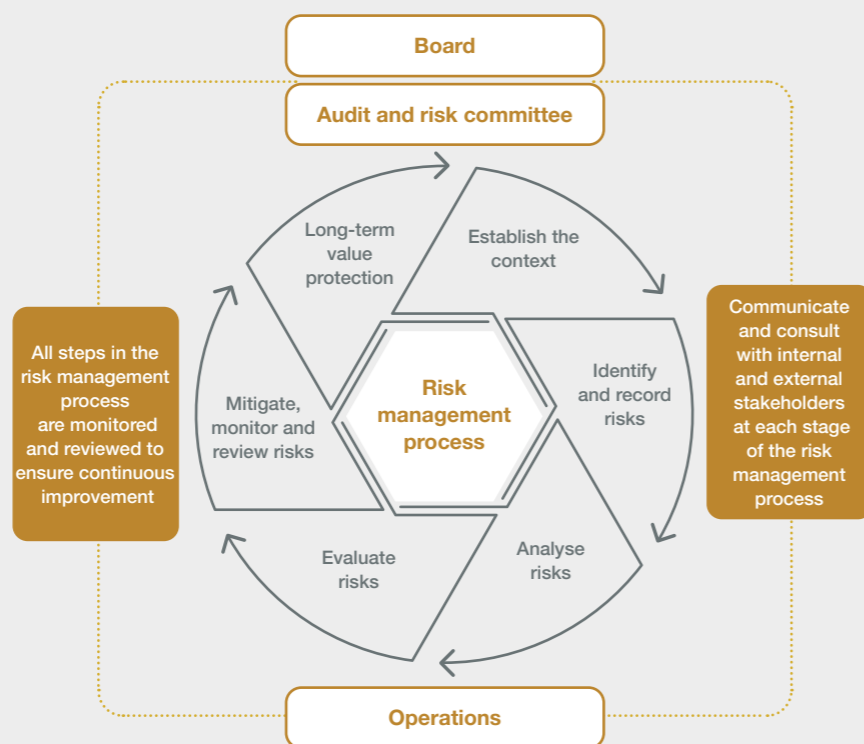 Board
Audit and risk committee
Long-term
value
protection
Establish the
context
All steps in the
risk management
process
are monitored
and reviewed to
ensure continuous
improvement
Mitigate,
monitor and
review risks
Risk
management
process
Identify
and record
risks
Communicate
and consult
with internal
and external
stakeholders
at each stage
of the risk
management
process
Evaluate
risks
Analyse
risks
Operations